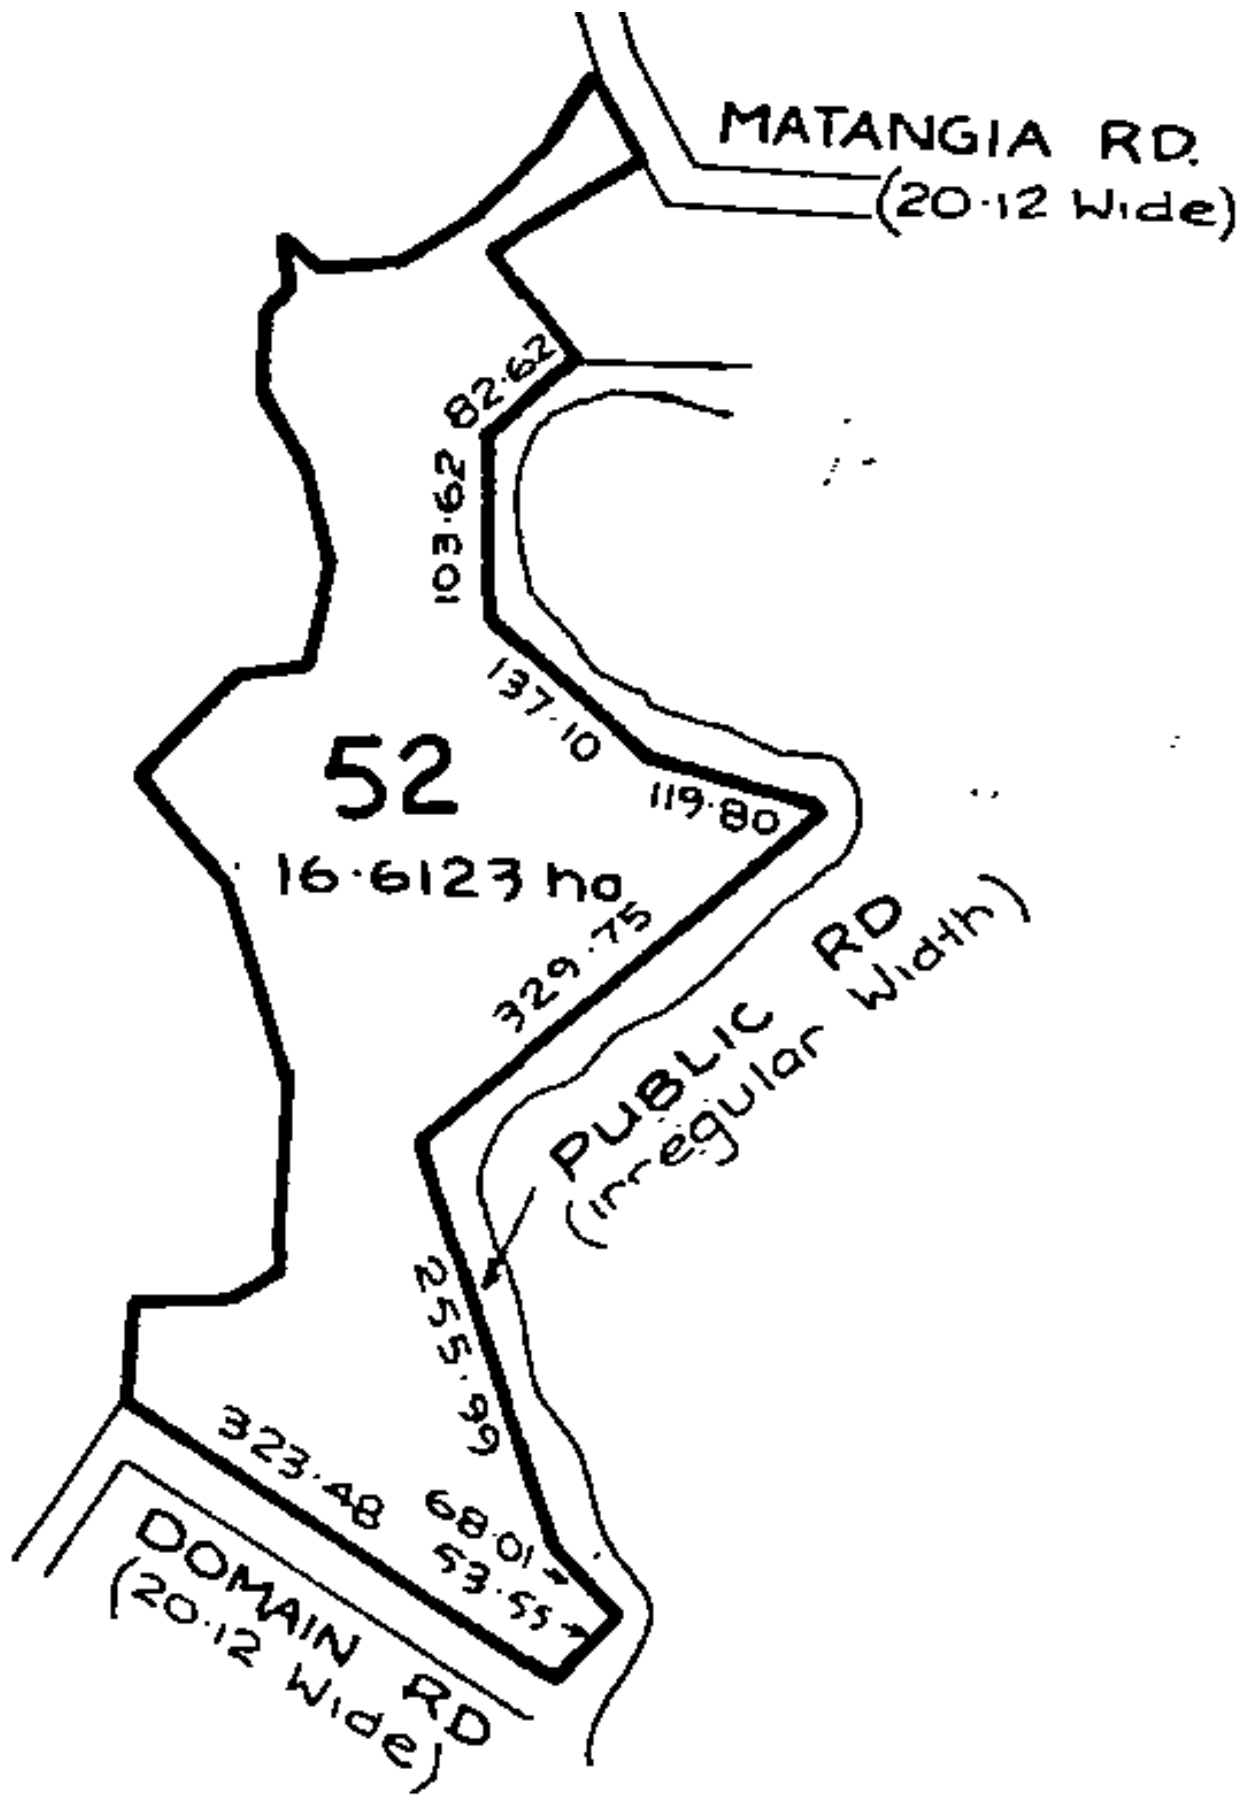 MATANGIA RD.
(20·12 Wide)
82·62
103·62
137·10
119·80
52
16·6123 ha
329·75
PUBLIC RD
(irregular Width)
255·99
323·48
68·01
53·55
DOMAIN RD
(20·12 Wide)